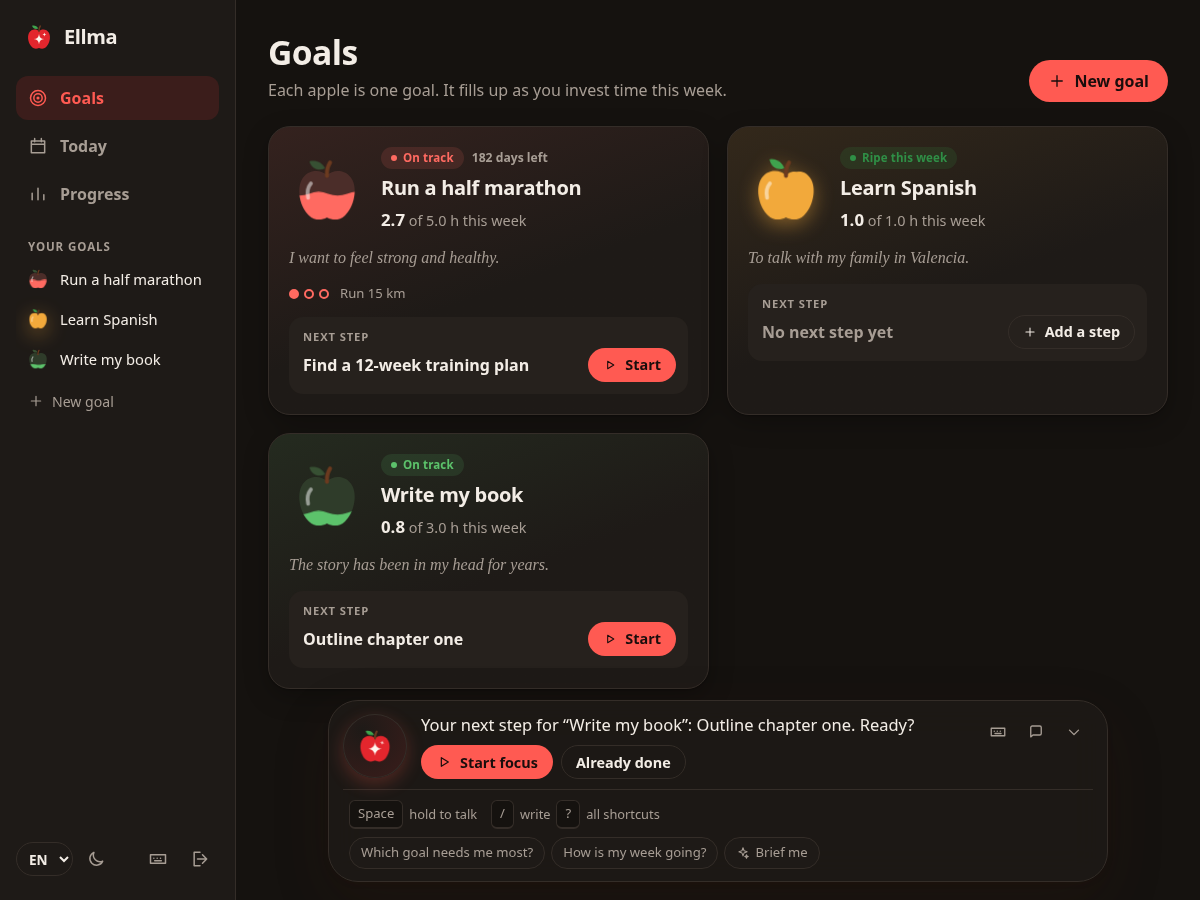 Ellma
Goals
Today
Progress
YOUR GOALS
Run a half marathon
Learn Spanish
Write my book
New goal
EN
Goals
Each apple is one goal. It fills up as you invest time this week.
New goal
On track 182 days left
Run a half marathon
2.7 of 5.0 h this week
I want to feel strong and healthy.
Run 15 km
NEXT STEP
Find a 12-week training plan
Start
Ripe this week
Learn Spanish
1.0 of 1.0 h this week
To talk with my family in Valencia.
NEXT STEP
No next step yet
Add a step
On track
Write my book
0.8 of 3.0 h this week
The story has been in my head for years.
NEXT STEP
Outline chapter one
Start
Your next step for “Write my book”: Outline chapter one. Ready?
Start focus Already done
Space hold to talk / write ? all shortcuts
Which goal needs me most? How is my week going? Brief me